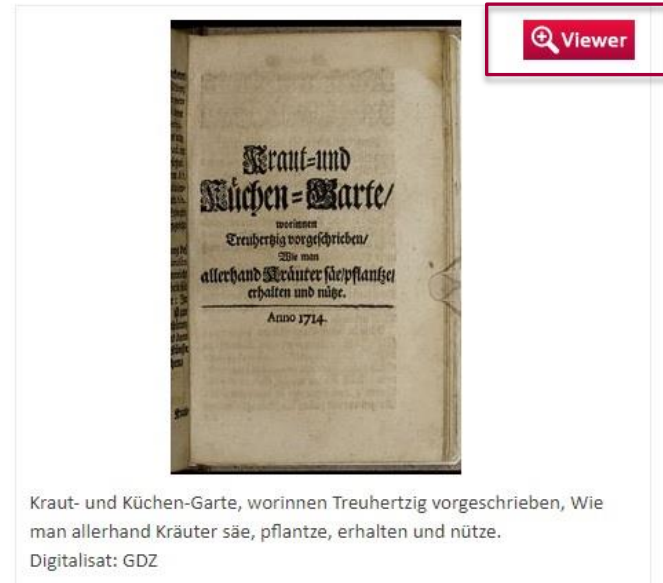 Viewer
Kraut=und
Küchen=Garte/
worinnen
Treuhertzig vorgeschrieben/
Wie man
allerhand Kräuter säe/pflantze/
erhalten und nütze.
Anno 1714.
Kraut- und Küchen-Garte, worinnen Treuhertzig vorgeschrieben, Wie
man allerhand Kräuter säe, pflantze, erhalten und nütze.
Digitalisat: GDZ